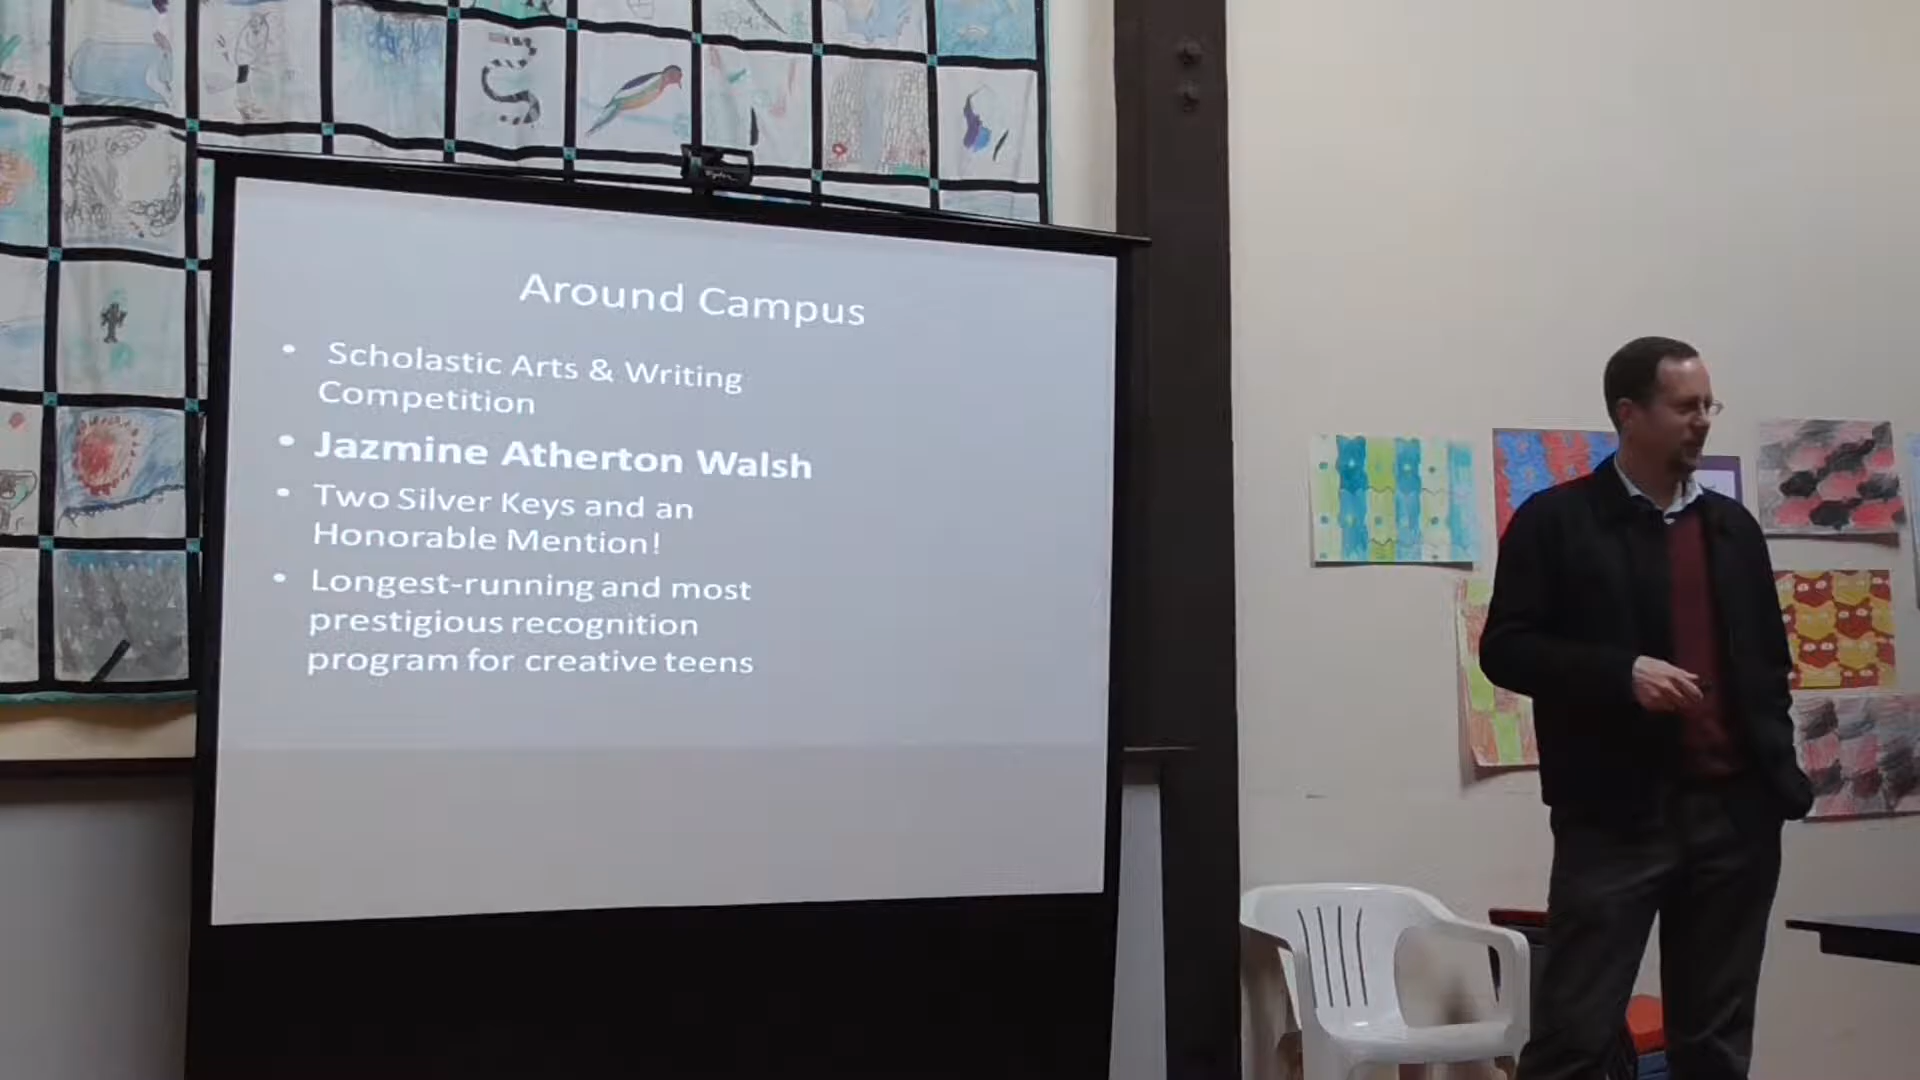 Around Campus
• Scholastic Arts & Writing
Competition
• Jazmine Atherton Walsh
• Two Silver Keys and an
Honorable Mention!
• Longest-running and most
prestigious recognition
program for creative teens